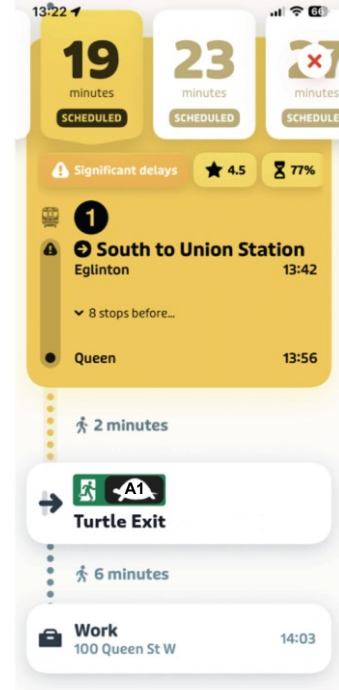 13:22
66
19
minutes
SCHEDULED
23
minutes
SCHEDULED
27
minutes
SCHEDULE
Significant delays
4.5
77%
1
South to Union Station
Eglinton 13:42
8 stops before...
Queen 13:56
2 minutes
A1
Turtle Exit
6 minutes
Work
100 Queen St W 14:03